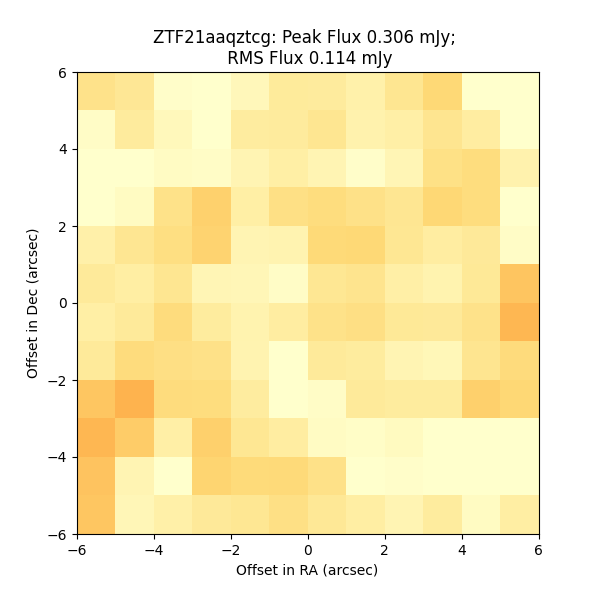 ZTF21aaqztcg: Peak Flux 0.306 mJy;
RMS Flux 0.114 mJy
6
4
2
0
−2
−4
−6
Offset in Dec (arcsec)
−6 −4 −2 0 2 4 6
Offset in RA (arcsec)